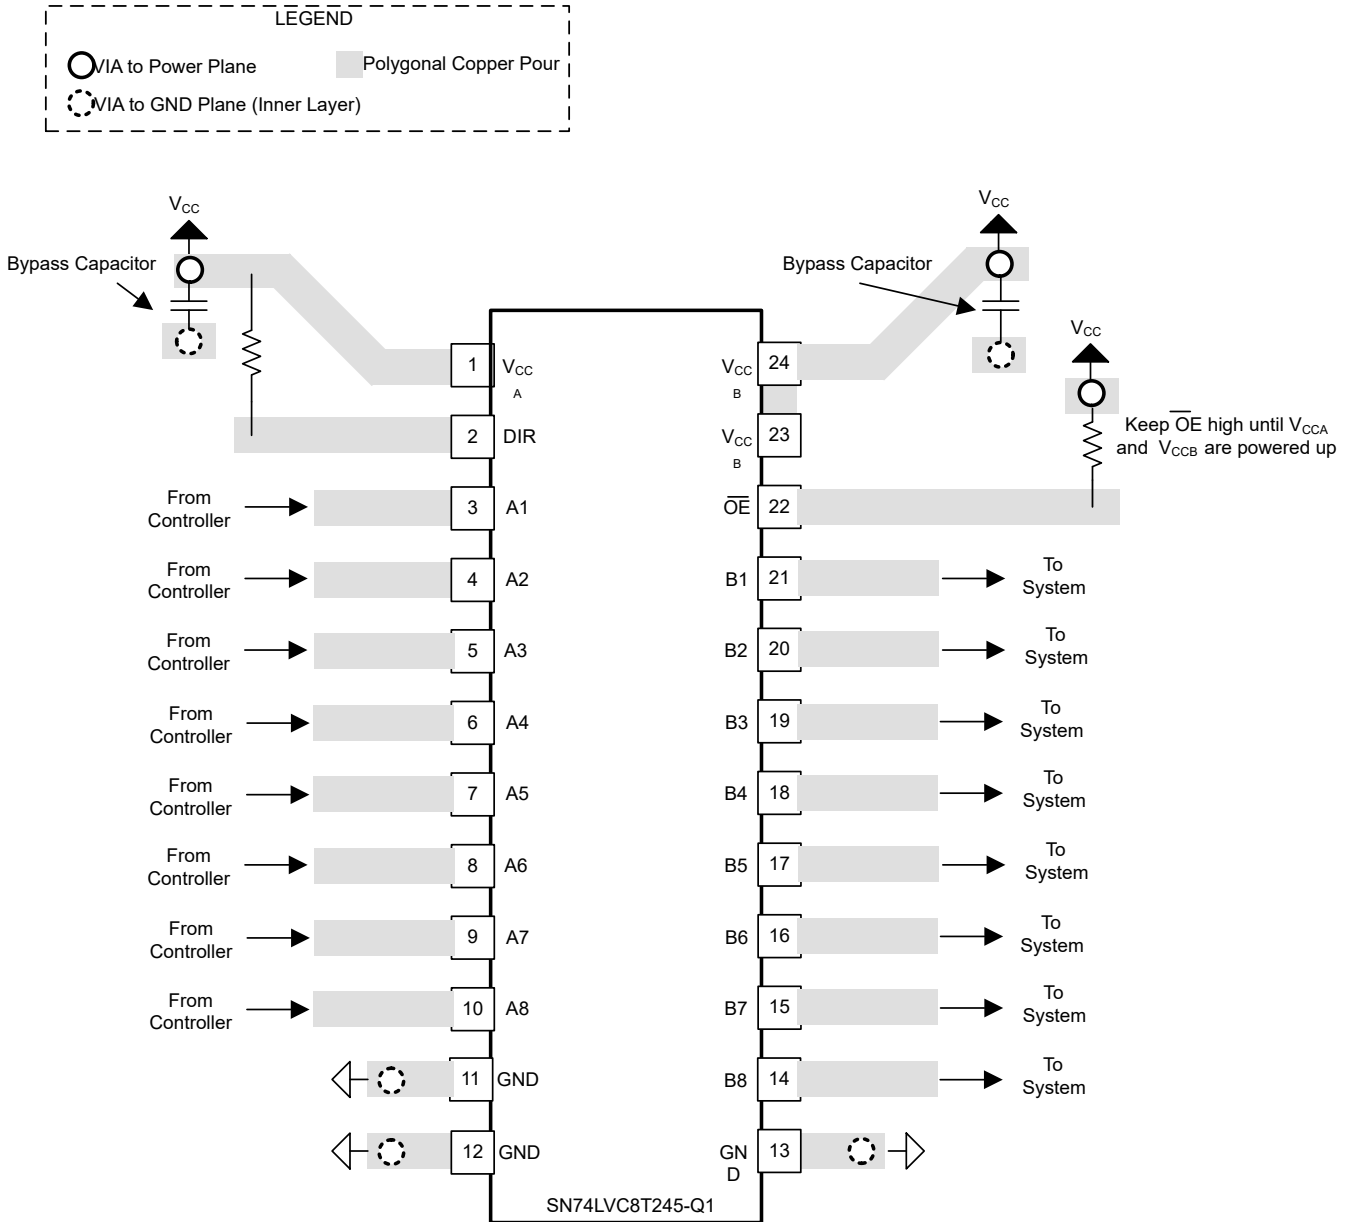 LEGEND
VIA to Power Plane
Polygonal Copper Pour
VIA to GND Plane (Inner Layer)
VCC
Bypass Capacitor
VCC
Bypass Capacitor
VCC
Keep O̅E̅ high until VCCA
and VCCB are powered up
1 VCC
A
VCC 24
B
2 DIR
VCC 23
B
From
Controller
3 A1
O̅E̅ 22
From
Controller
4 A2
B1 21
To
System
From
Controller
5 A3
B2 20
To
System
From
Controller
6 A4
B3 19
To
System
From
Controller
7 A5
B4 18
To
System
From
Controller
8 A6
B5 17
To
System
From
Controller
9 A7
B6 16
To
System
From
Controller
10 A8
B7 15
To
System
11 GND
B8 14
To
System
12 GND
GN 13
D
SN74LVC8T245-Q1